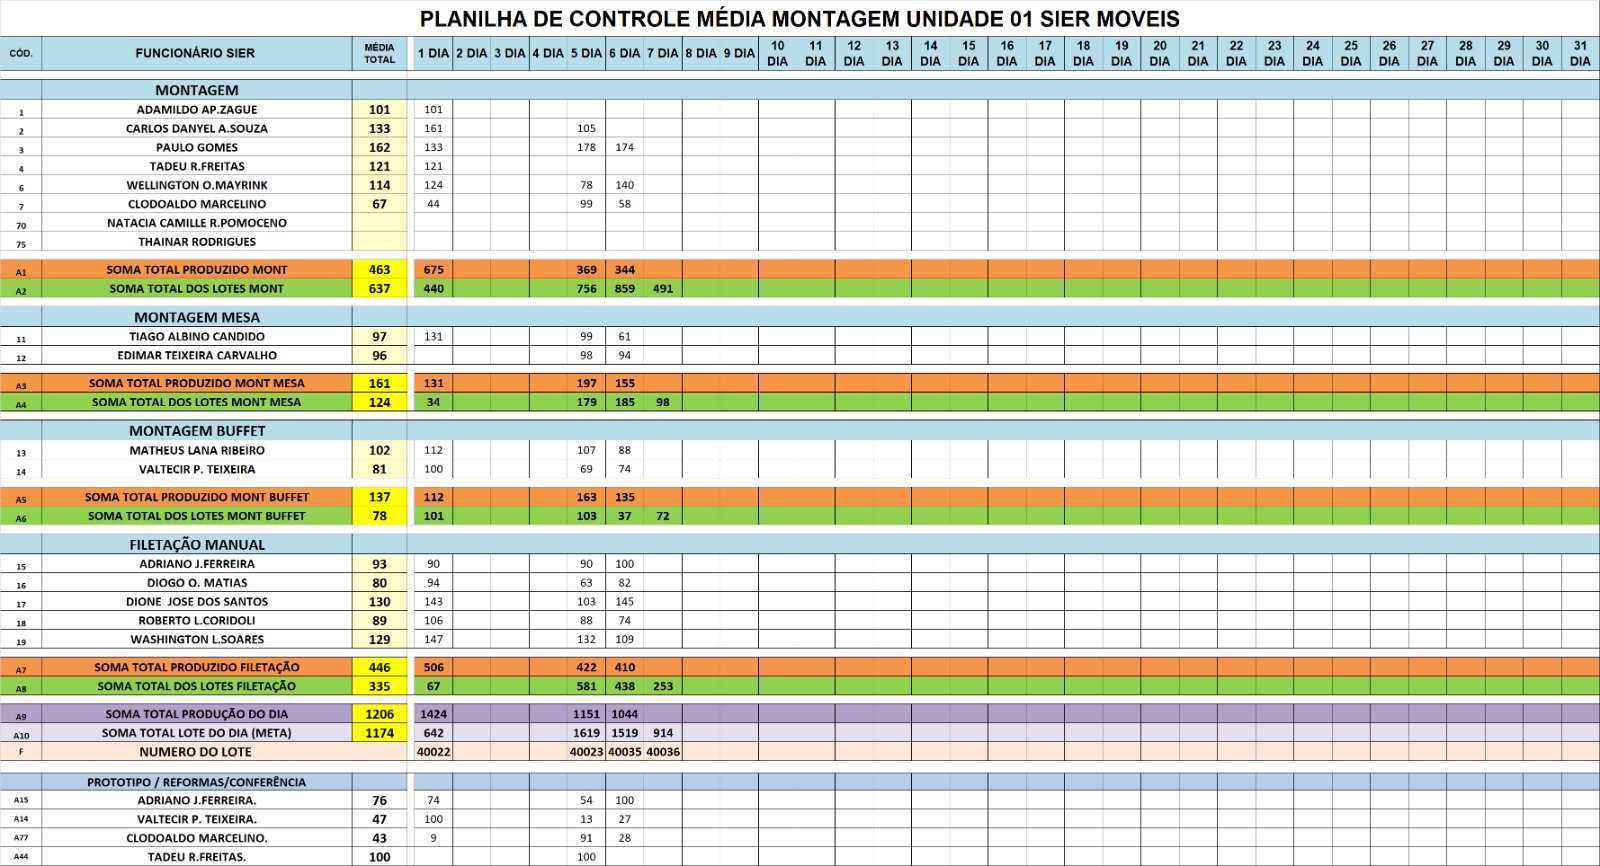 PLANILHA DE CONTROLE MÉDIA MONTAGEM UNIDADE 01 SIER MOVEIS
CÓD. FUNCIONÁRIO SIER MÉDIA TOTAL 1 DIA 2 DIA 3 DIA 4 DIA 5 DIA 6 DIA 7 DIA 8 DIA 9 DIA 10 DIA 11 DIA 12 DIA 13 DIA 14 DIA 15 DIA 16 DIA 17 DIA 18 DIA 19 DIA 20 DIA 21 DIA 22 DIA 23 DIA 24 DIA 25 DIA 26 DIA 27 DIA 28 DIA 29 DIA 30 DIA 31 DIA
MONTAGEM
1 ADAMILDO AP.ZAGUE 101 101
2 CARLOS DANYEL A.SOUZA 133 161 105
3 PAULO GOMES 162 133 178 174
4 TADEU R.FREITAS 121 121
6 WELLINGTON O.MAYRINK 114 124 78 140
7 CLODOALDO MARCELINO 67 44 99 58
70 NATACIA CAMILLE R.POMOCENO
75 THAINAR RODRIGUES
A1 SOMA TOTAL PRODUZIDO MONT 463 675 369 344
A2 SOMA TOTAL DOS LOTES MONT 637 440 756 859 491
MONTAGEM MESA
11 TIAGO ALBINO CANDIDO 97 131 99 61
12 EDIMAR TEIXEIRA CARVALHO 96 98 94
A3 SOMA TOTAL PRODUZIDO MONT MESA 161 131 197 155
A4 SOMA TOTAL DOS LOTES MONT MESA 124 34 179 185 98
MONTAGEM BUFFET
13 MATHEUS LANA RIBEIRO 102 112 107 88
14 VALTECIR P. TEIXEIRA 81 100 69 74
A5 SOMA TOTAL PRODUZIDO MONT BUFFET 137 112 163 135
A6 SOMA TOTAL DOS LOTES MONT BUFFET 78 101 103 37 72
FILETAÇÃO MANUAL
15 ADRIANO J.FERREIRA 93 90 90 100
16 DIOGO O. MATIAS 80 94 63 82
17 DIONE JOSE DOS SANTOS 130 143 103 145
18 ROBERTO L.CORIDOLI 89 106 88 74
19 WASHINGTON L.SOARES 129 147 132 109
A7 SOMA TOTAL PRODUZIDO FILETAÇÃO 446 506 422 410
A8 SOMA TOTAL DOS LOTES FILETAÇÃO 335 67 581 438 253
A9 SOMA TOTAL PRODUÇÃO DO DIA 1206 1424 1151 1044
A10 SOMA TOTAL LOTE DO DIA (META) 1174 642 1619 1519 914
F NUMERO DO LOTE 40022 40023 40035 40036
PROTOTIPO / REFORMAS/CONFERÊNCIA
A15 ADRIANO J.FERREIRA. 76 74 54 100
A14 VALTECIR P. TEIXEIRA. 47 100 13 27
A77 CLODOALDO MARCELINO. 43 9 91 28
A44 TADEU R.FREITAS. 100 100